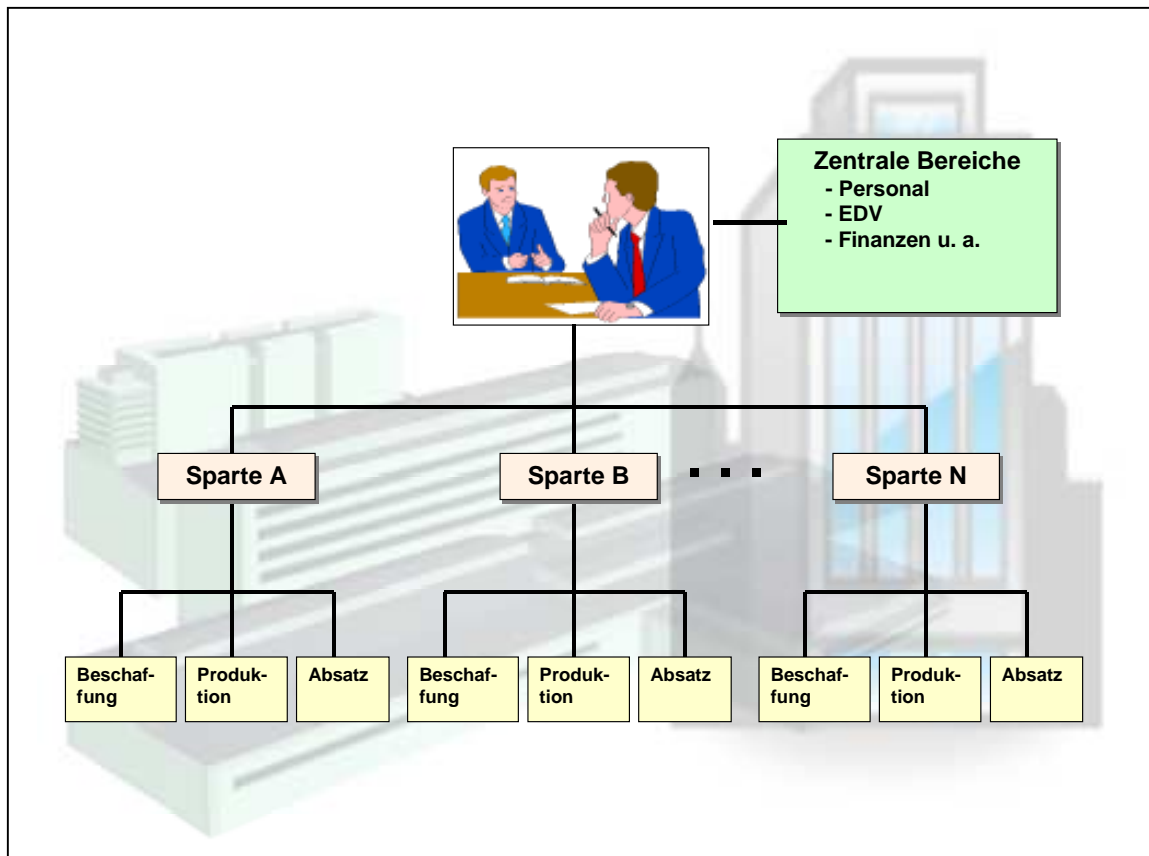 Zentrale Bereiche
- Personal
- EDV
- Finanzen u. a.
Sparte A
Sparte B
. . .
Sparte N
Beschaf-
fung
Produk-
tion
Absatz
Beschaf-
fung
Produk-
tion
Absatz
Beschaf-
fung
Produk-
tion
Absatz